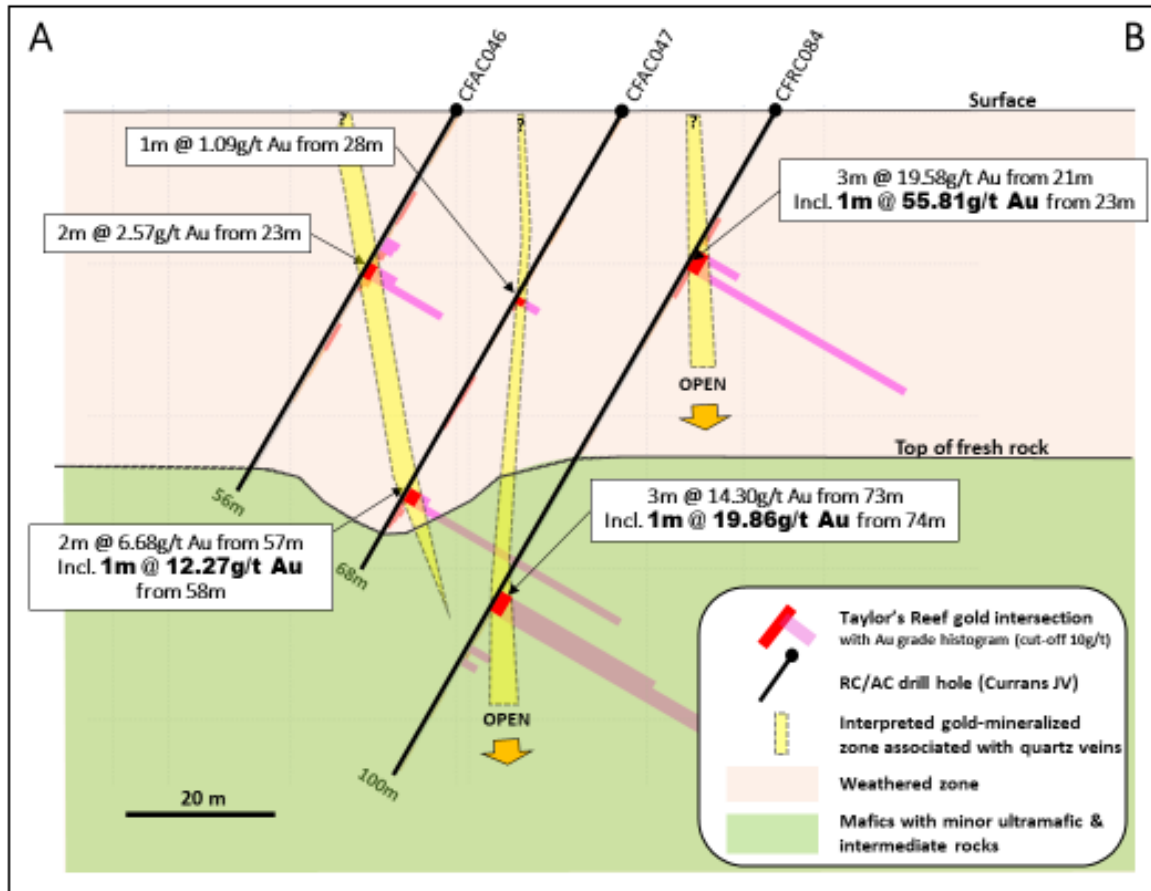 A
B
CFAC046
CFAC047
CFRC084
Surface
?
?
?
1m @ 1.09g/t Au from 28m
3m @ 19.58g/t Au from 21m
Incl. 1m @ 55.81g/t Au from 23m
2m @ 2.57g/t Au from 23m
OPEN
Top of fresh rock
56m
3m @ 14.30g/t Au from 73m
Incl. 1m @ 19.86g/t Au from 74m
2m @ 6.68g/t Au from 57m
Incl. 1m @ 12.27g/t Au
from 58m
68m
OPEN
100m
20 m
Taylor's Reef gold intersection
with Au grade histogram (cut-off 10g/t)
RC/AC drill hole (Currans JV)
Interpreted gold-mineralized
zone associated with quartz veins
Weathered zone
Mafics with minor ultramafic &
intermediate rocks